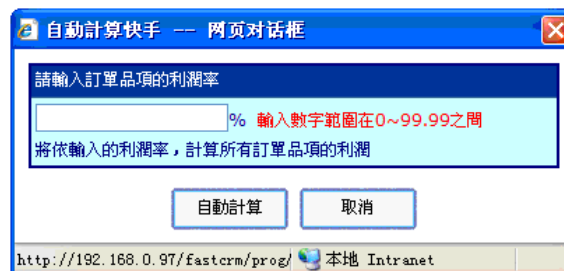 自動計算快手 -- 网页对话框
請輸入訂單品項的利潤率
% 輸入數字範圍在0~99.99之間
將依輸入的利潤率，計算所有訂單品項的利潤
自動計算 取消
http://192.168.0.97/fastcrm/prog/ 本地 Intranet